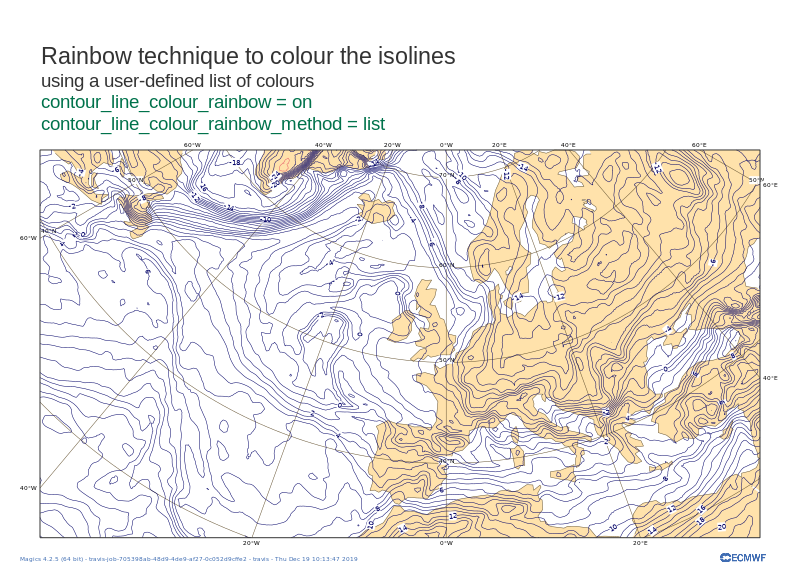 Rainbow technique to colour the isolines
using a user-defined list of colours
contour_line_colour_rainbow = on
contour_line_colour_rainbow_method = list
60°W 40°W 20°W 0°W 20°E 40°E 60°E
70°N
50°N 50°N
60°E
60°W 40°N
60°N
50°N
40°E
40°N
40°W
20°W 0°W 20°E
Magics 4.2.5 (64 bit) - travis-job-705398ab-48d9-4de9-af27-0c052d9cffe2 - travis - Thu Dec 19 10:13:47 2019
ECMWF